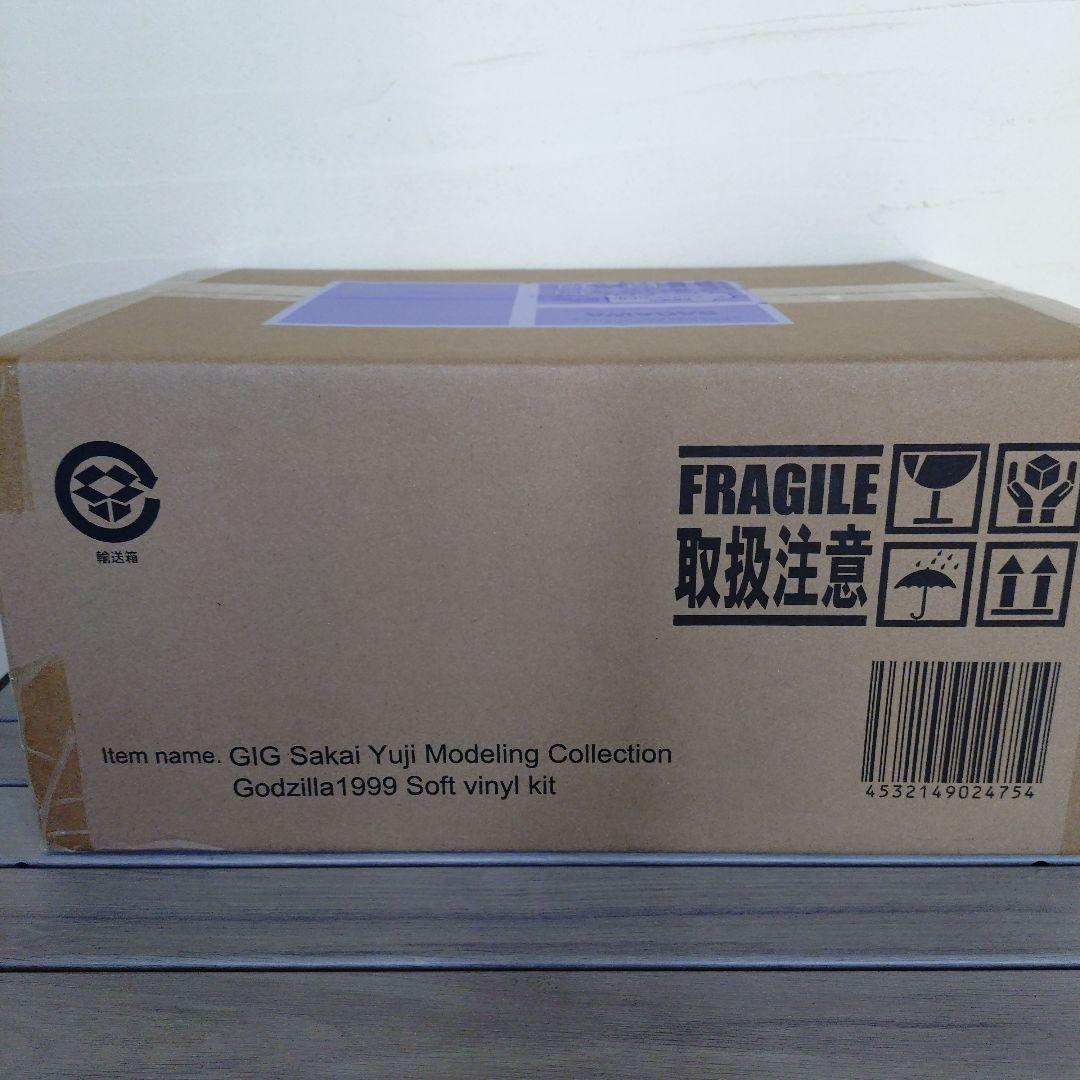 SAGAWA
輸送箱
FRAGILE
取扱注意
Item name. GIG Sakai Yuji Modeling Collection
Godzilla1999 Soft vinyl kit
4532149024754